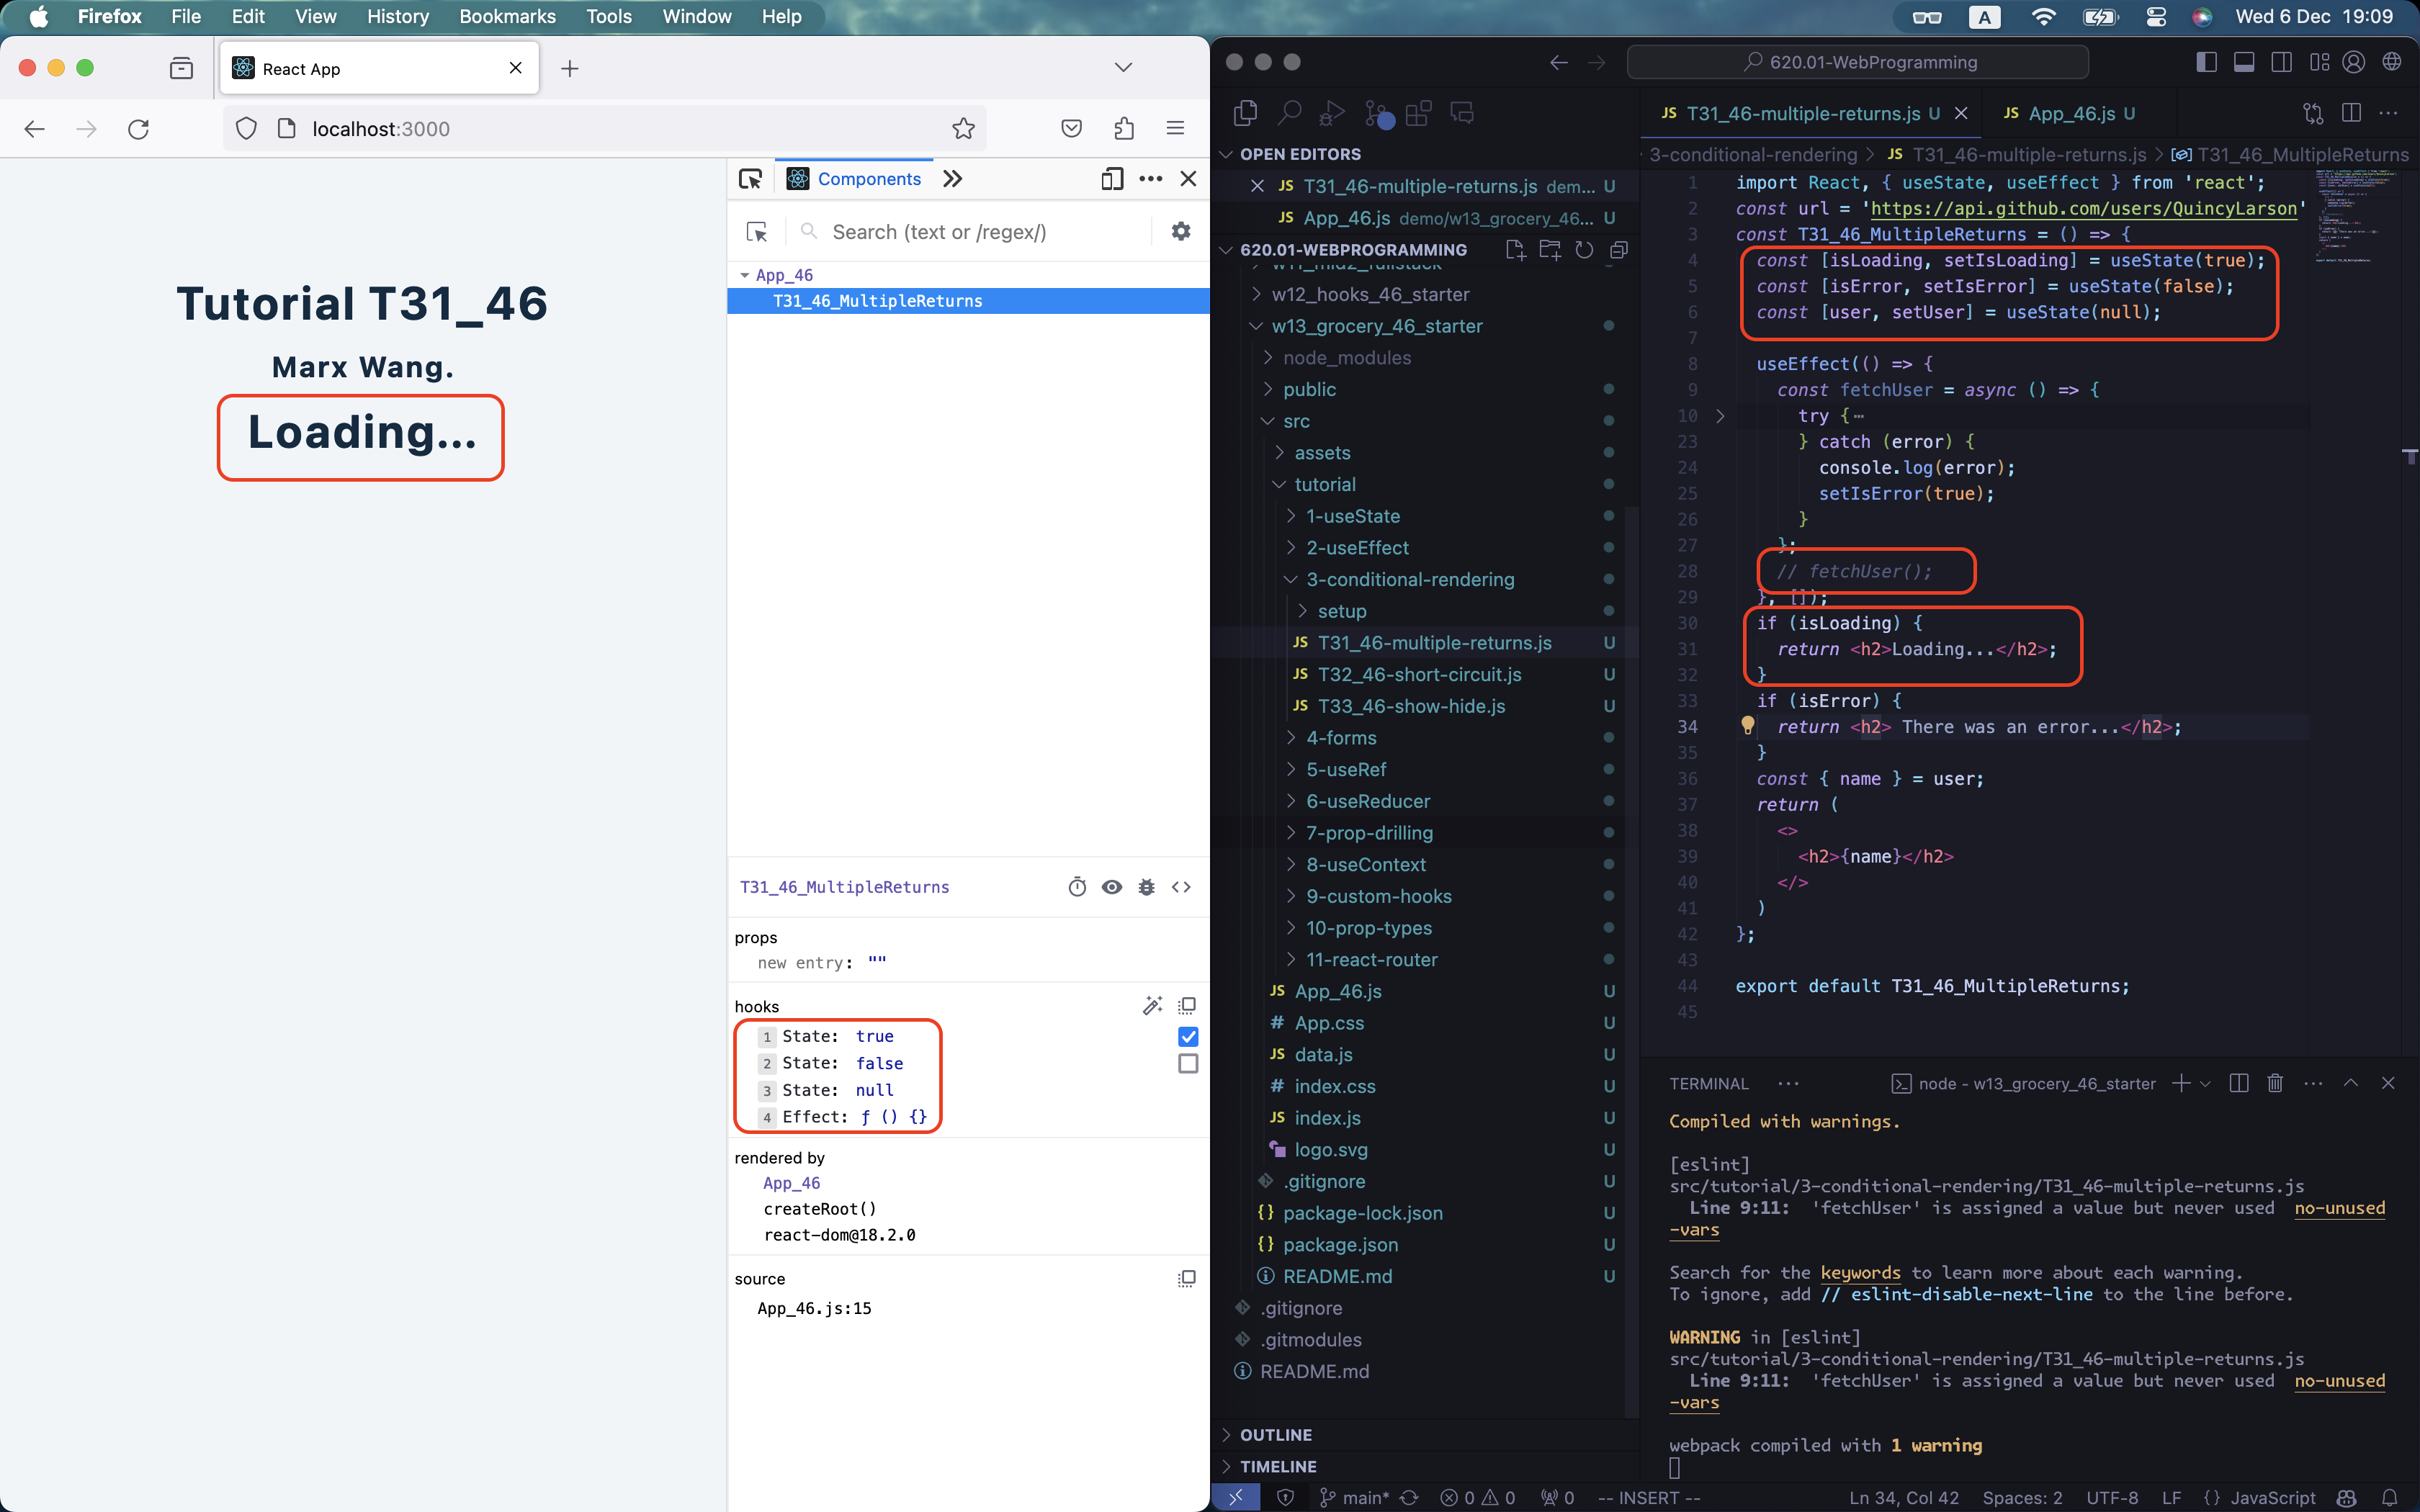 Firefox File Edit View History Bookmarks Tools Window Help
A
Wed 6 Dec 19:09
React App
localhost:3000
Tutorial T31_46
Marx Wang.
Loading...
Components
Search (text or /regex/)
App_46
T31_46_MultipleReturns
T31_46_MultipleReturns
props
new entry: ""
hooks
1 State: true
2 State: false
3 State: null
4 Effect: ƒ () {}
rendered by
App_46
createRoot()
react-dom@18.2.0
source
App_46.js:15
620.01-WebProgramming
OPEN EDITORS
JS T31_46-multiple-returns.js dem... U
JS App_46.js demo/w13_grocery_46... U
620.01-WEBPROGRAMMING
w11_mid2_fullstack
w12_hooks_46_starter
w13_grocery_46_starter
node_modules
public
src
assets
tutorial
1-useState
2-useEffect
3-conditional-rendering
setup
JS T31_46-multiple-returns.js U
JS T32_46-short-circuit.js U
JS T33_46-show-hide.js U
4-forms
5-useRef
6-useReducer
7-prop-drilling
8-useContext
9-custom-hooks
10-prop-types
11-react-router
JS App_46.js U
# App.css U
JS data.js U
# index.css U
JS index.js U
logo.svg U
.gitignore U
{} package-lock.json U
{} package.json U
README.md U
.gitignore
.gitmodules
README.md
OUTLINE
TIMELINE
JS T31_46-multiple-returns.js U
JS App_46.js U
3-conditional-rendering > JS T31_46-multiple-returns.js > T31_46_MultipleReturns
1 import React, { useState, useEffect } from 'react';
2 const url = 'https://api.github.com/users/QuincyLarson'
3 const T31_46_MultipleReturns = () => {
4 const [isLoading, setIsLoading] = useState(true);
5 const [isError, setIsError] = useState(false);
6 const [user, setUser] = useState(null);
7
8 useEffect(() => {
9 const fetchUser = async () => {
10 try {⋯
23 } catch (error) {
24 console.log(error);
25 setIsError(true);
26 }
27 };
28 // fetchUser();
29 }, []);
30 if (isLoading) {
31 return <h2>Loading...</h2>;
32 }
33 if (isError) {
34 return <h2> There was an error...</h2>;
35 }
36 const { name } = user;
37 return (
38 <>
39 <h2>{name}</h2>
40 </>
41 )
42 };
43
44 export default T31_46_MultipleReturns;
45
TERMINAL ··· node - w13_grocery_46_starter
Compiled with warnings.
[eslint]
src/tutorial/3-conditional-rendering/T31_46-multiple-returns.js
Line 9:11: 'fetchUser' is assigned a value but never used no-unused
-vars
Search for the keywords to learn more about each warning.
To ignore, add // eslint-disable-next-line to the line before.
WARNING in [eslint]
src/tutorial/3-conditional-rendering/T31_46-multiple-returns.js
Line 9:11: 'fetchUser' is assigned a value but never used no-unused
-vars
webpack compiled with 1 warning
main* 0 0 0 -- INSERT -- Ln 34, Col 42 Spaces: 2 UTF-8 LF {} JavaScript